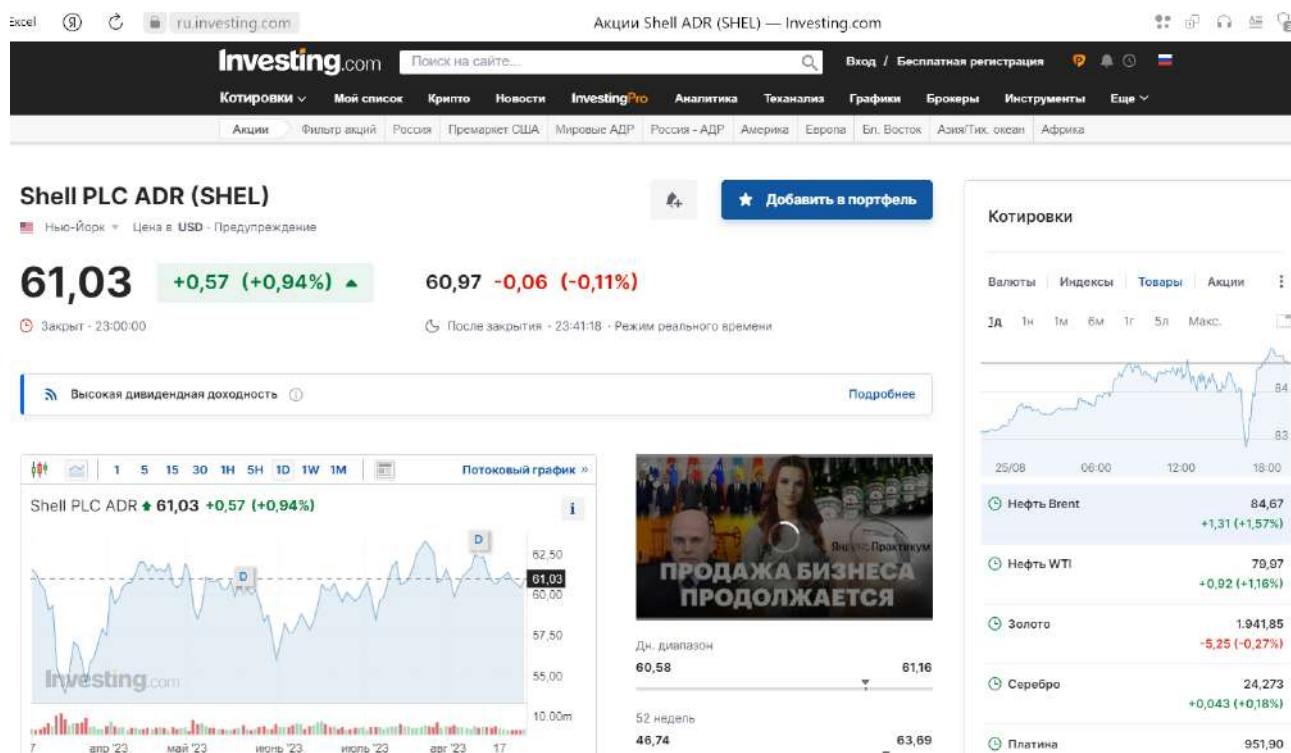 Excel
ru.investing.com
Акции Shell ADR (SHEL) — Investing.com
Investing.com
Поиск на сайте...
Вход / Бесплатная регистрация
Котировки
Мой список
Крипто
Новости
InvestingPro
Аналитика
Теханализ
Графики
Брокеры
Инструменты
Еще
Акции
Фильтр акций
Россия
Премаркет США
Мировые АДР
Россия - АДР
Америка
Европа
Бл. Восток
Азия/Тих. океан
Африка
Shell PLC ADR (SHEL)
Добавить в портфель
Нью-Йорк
Цена в USD · Предупреждение
61,03
+0,57 (+0,94%)
60,97 -0,06 (-0,11%)
Закрыт · 23:00:00
После закрытия · 23:41:18 · Режим реального времени
Высокая дивидендная доходность
Подробнее
1 5 15 30 1H 5H 1D 1W 1M
Потоковый график »
Shell PLC ADR 61,03 +0,57 (+0,94%)
i
D
D
62,50
61,03
60,00
57,50
55,00
10.00m
Investing.com
7
апр '23
май '23
июнь '23
июль '23
авг '23
17
Яндекс Практикум
ПРОДАЖА БИЗНЕСА
ПРОДОЛЖАЕТСЯ
Дн. диапазон
60,58
61,16
52 недель
46,74
63,69
Котировки
Валюты
Индексы
Товары
Акции
1д 1н 1м 6м 1г 5л Макс.
84
83
25/08
06:00
12:00
18:00
Нефть Brent
84,67
+1,31 (+1,57%)
Нефть WTI
79,97
+0,92 (+1,16%)
Золото
1.941,85
-5,25 (-0,27%)
Серебро
24,273
+0,043 (+0,18%)
Платина
951,90